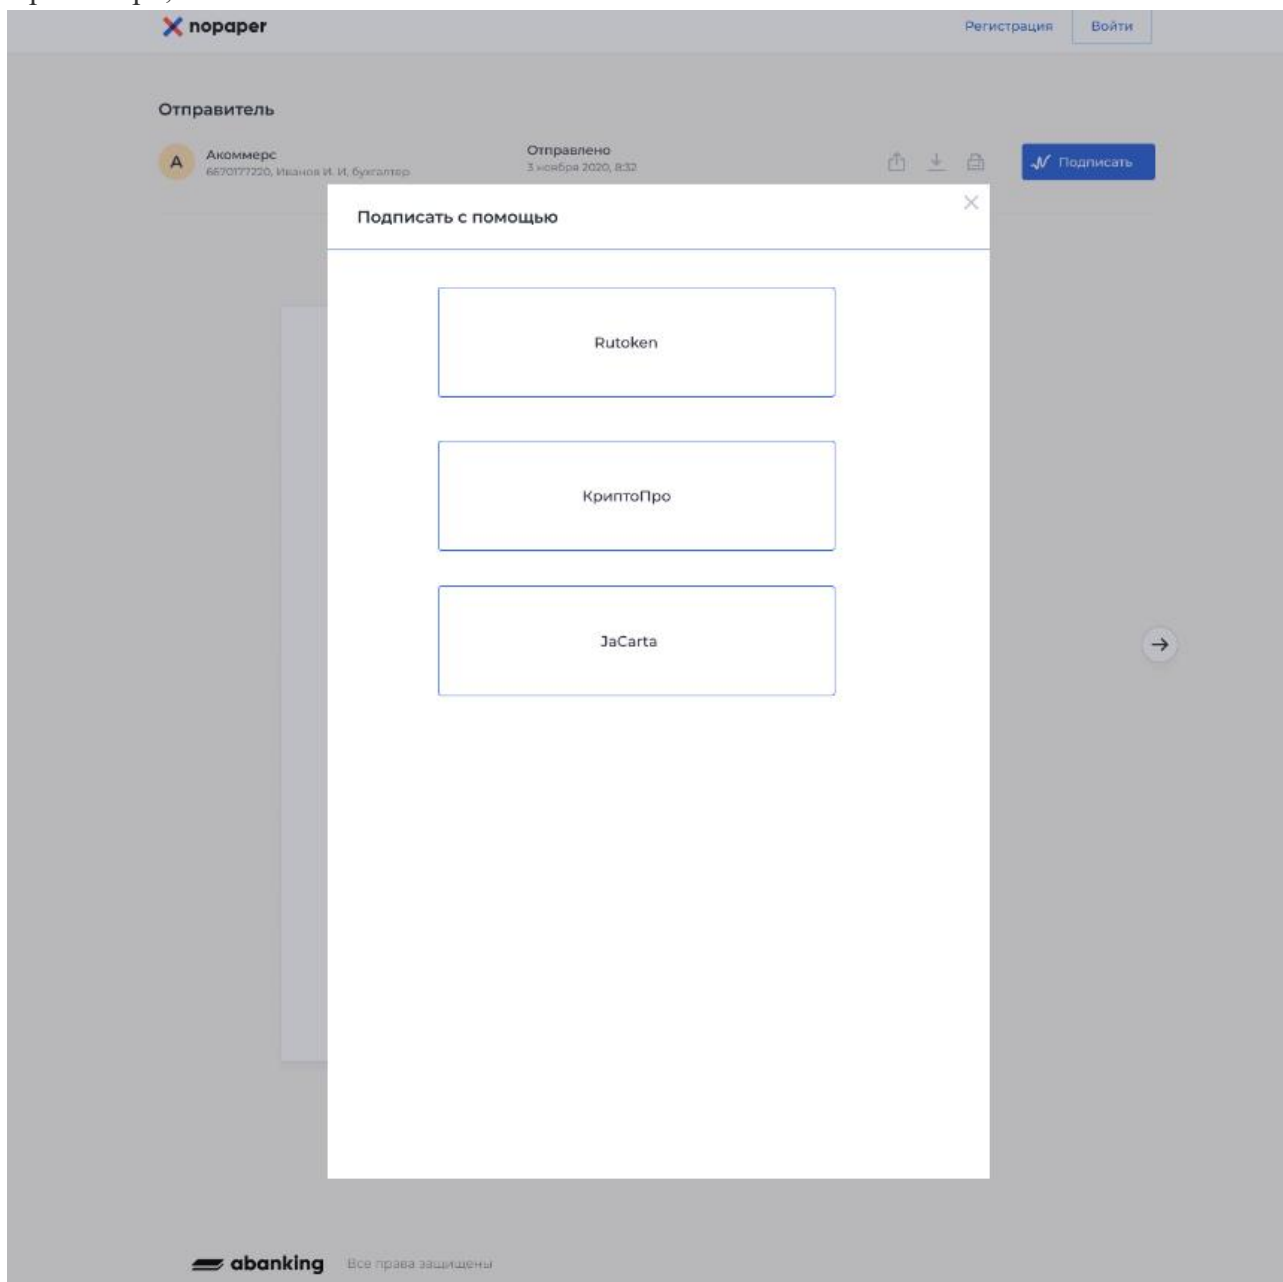 nopaper
Регистрация
Войти
Отправитель
А
Акоммерс
6670177220, Иванов И. И, бухгалтер
Отправлено
3 ноября 2020, 8:32
Подписать
Подписать с помощью
Rutoken
КриптоПро
JaCarta
abanking
Все права защищены